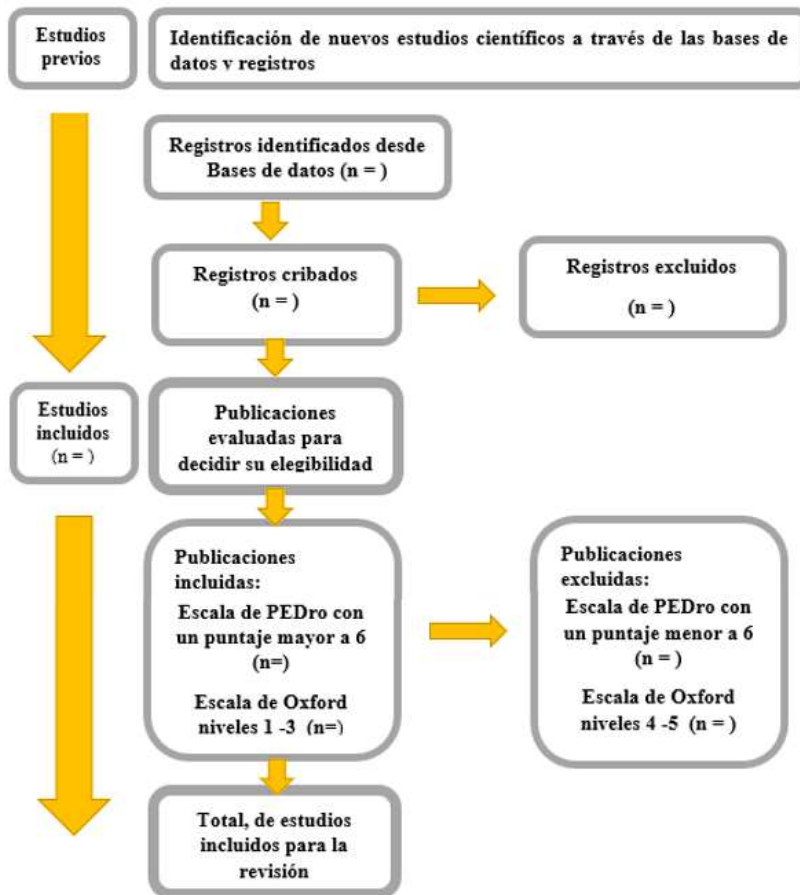 Estudios
previos
Identificación de nuevos estudios científicos a través de las bases de
datos y registros
Registros identificados desde
Bases de datos (n = )
Registros cribados
(n = )
Registros excluidos
(n = )
Estudios
incluidos
(n = )
Publicaciones
evaluadas para
decidir su elegibilidad
Publicaciones
incluidas:
Escala de PEDro con
un puntaje mayor a 6
(n=)
Escala de Oxford
niveles 1 -3 (n=)
Publicaciones
excluidas:
Escala de PEDro con
un puntaje menor a 6
(n = )
Escala de Oxford
niveles 4 -5 (n = )
Total, de estudios
incluidos para la
revisión